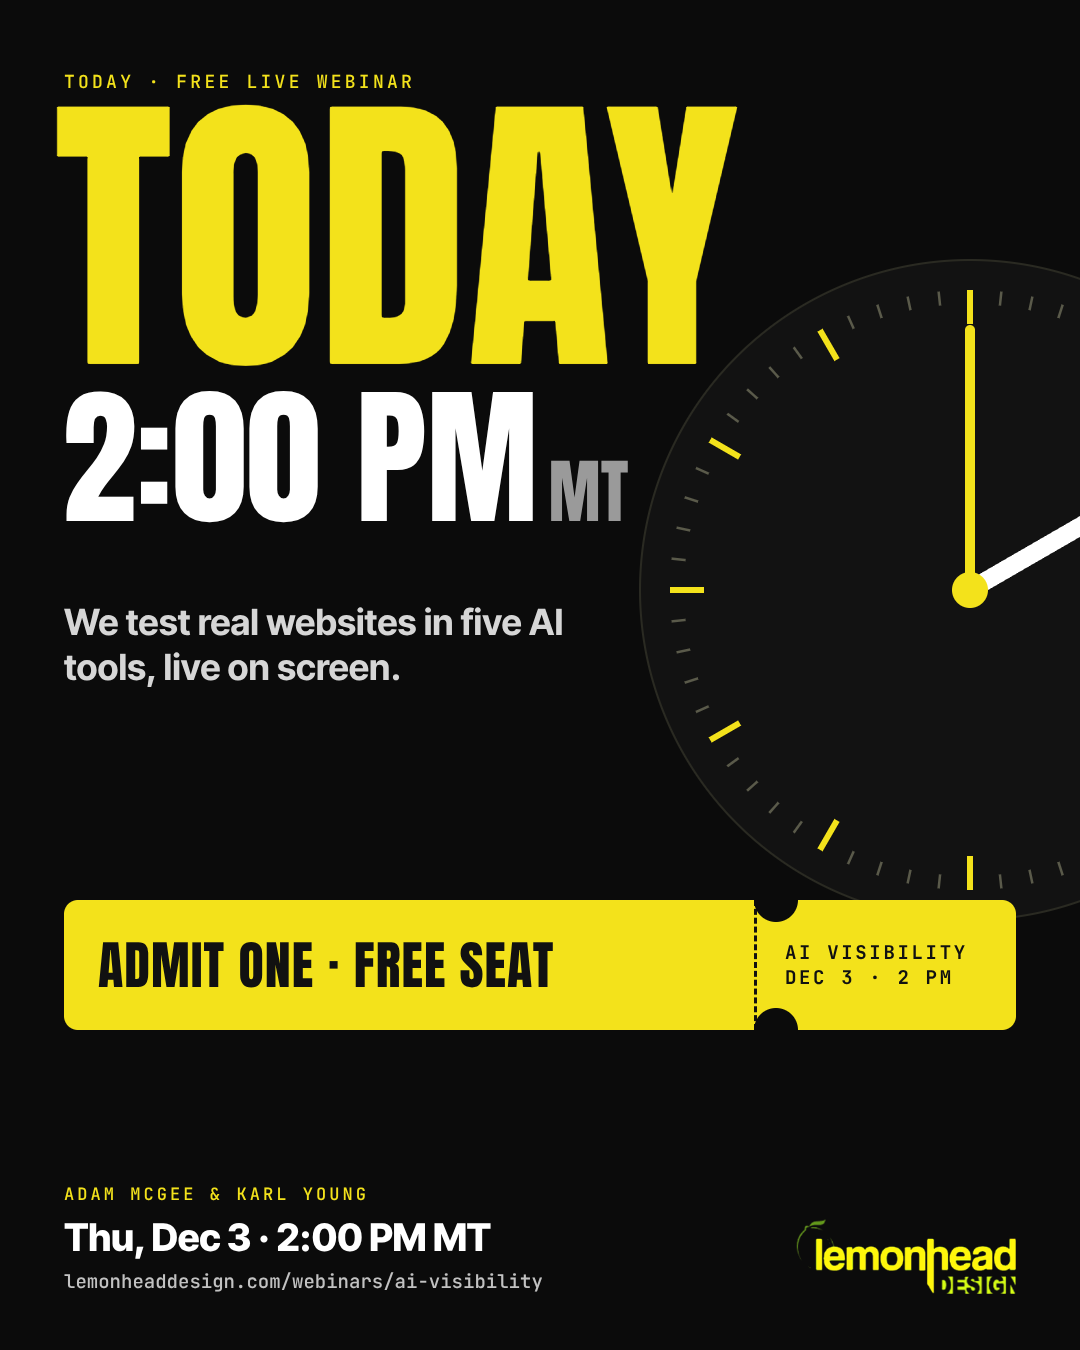 TODAY · FREE LIVE WEBINAR
TODAY
2:00 PM MT
We test real websites in five AI
tools, live on screen.
ADMIT ONE · FREE SEAT
AI VISIBILITY
DEC 3 · 2 PM
ADAM MCGEE & KARL YOUNG
Thu, Dec 3 · 2:00 PM MT
lemonheaddesign.com/webinars/ai-visibility
lemonhead
DESIGN